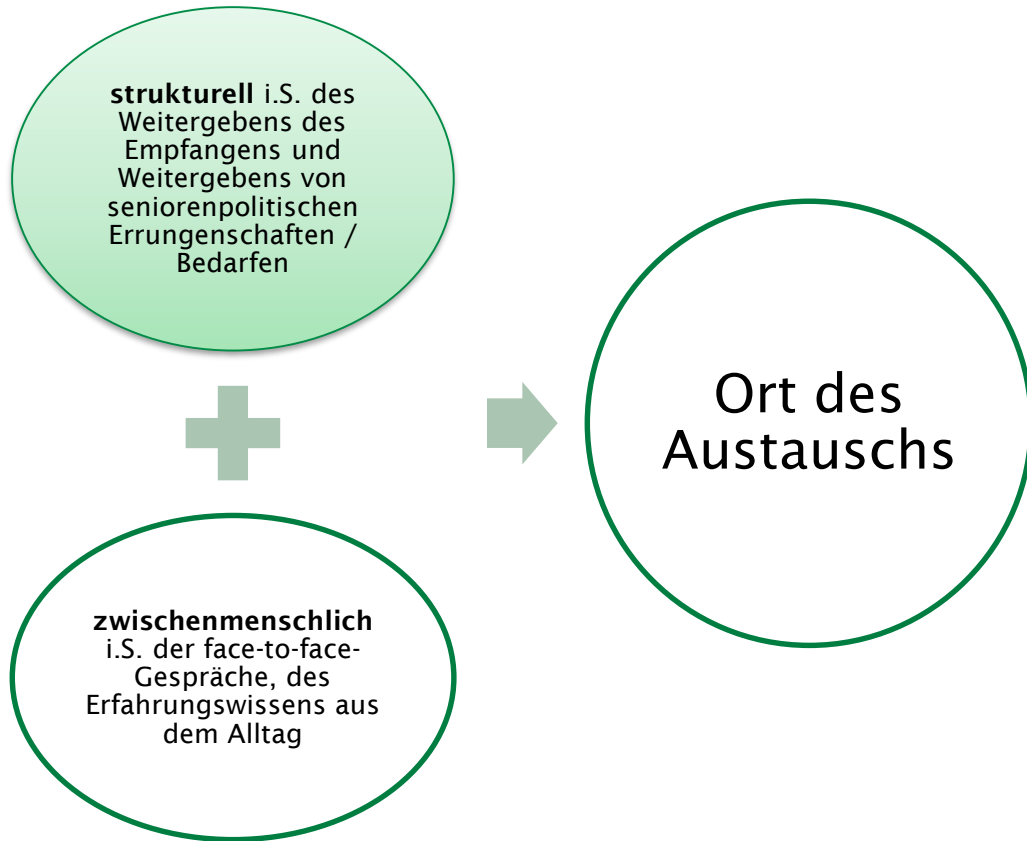 strukturell i.S. des
Weitergebens des
Empfangens und
Weitergebens von
seniorenpolitischen
Errungenschaften /
Bedarfen
zwischenmenschlich
i.S. der face-to-face-
Gespräche, des
Erfahrungswissens aus
dem Alltag
Ort des
Austauschs